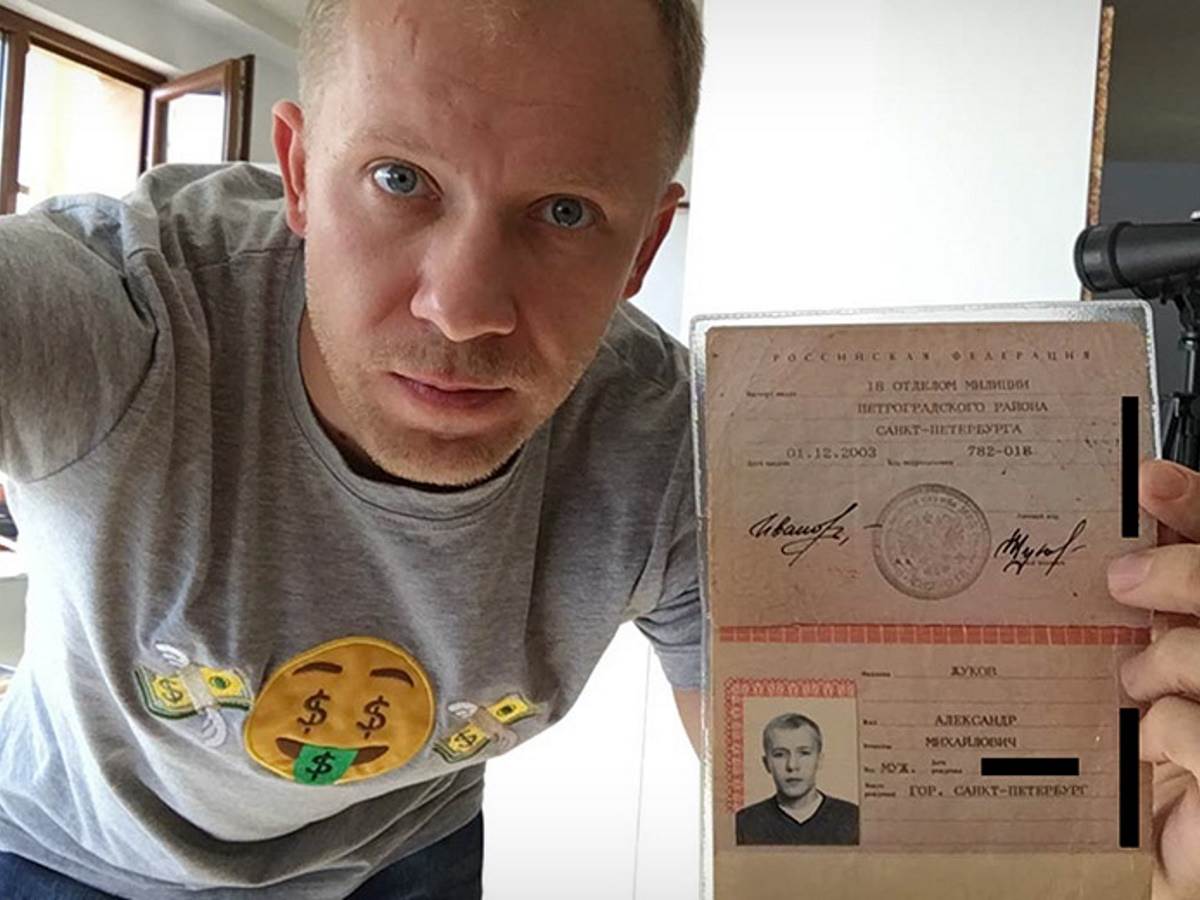 РОССИЙСКАЯ ФЕДЕРАЦИЯ
18 ОТДЕЛОМ МИЛИЦИИ
ПЕТРОГРАДСКОГО РАЙОНА
САНКТ-ПЕТЕРБУРГА
01.12.2003 782-018
ЖУКОВ
АЛЕКСАНДР
МИХАЙЛОВИЧ
МУЖ.
ГОР. САНКТ-ПЕТЕРБУРГ